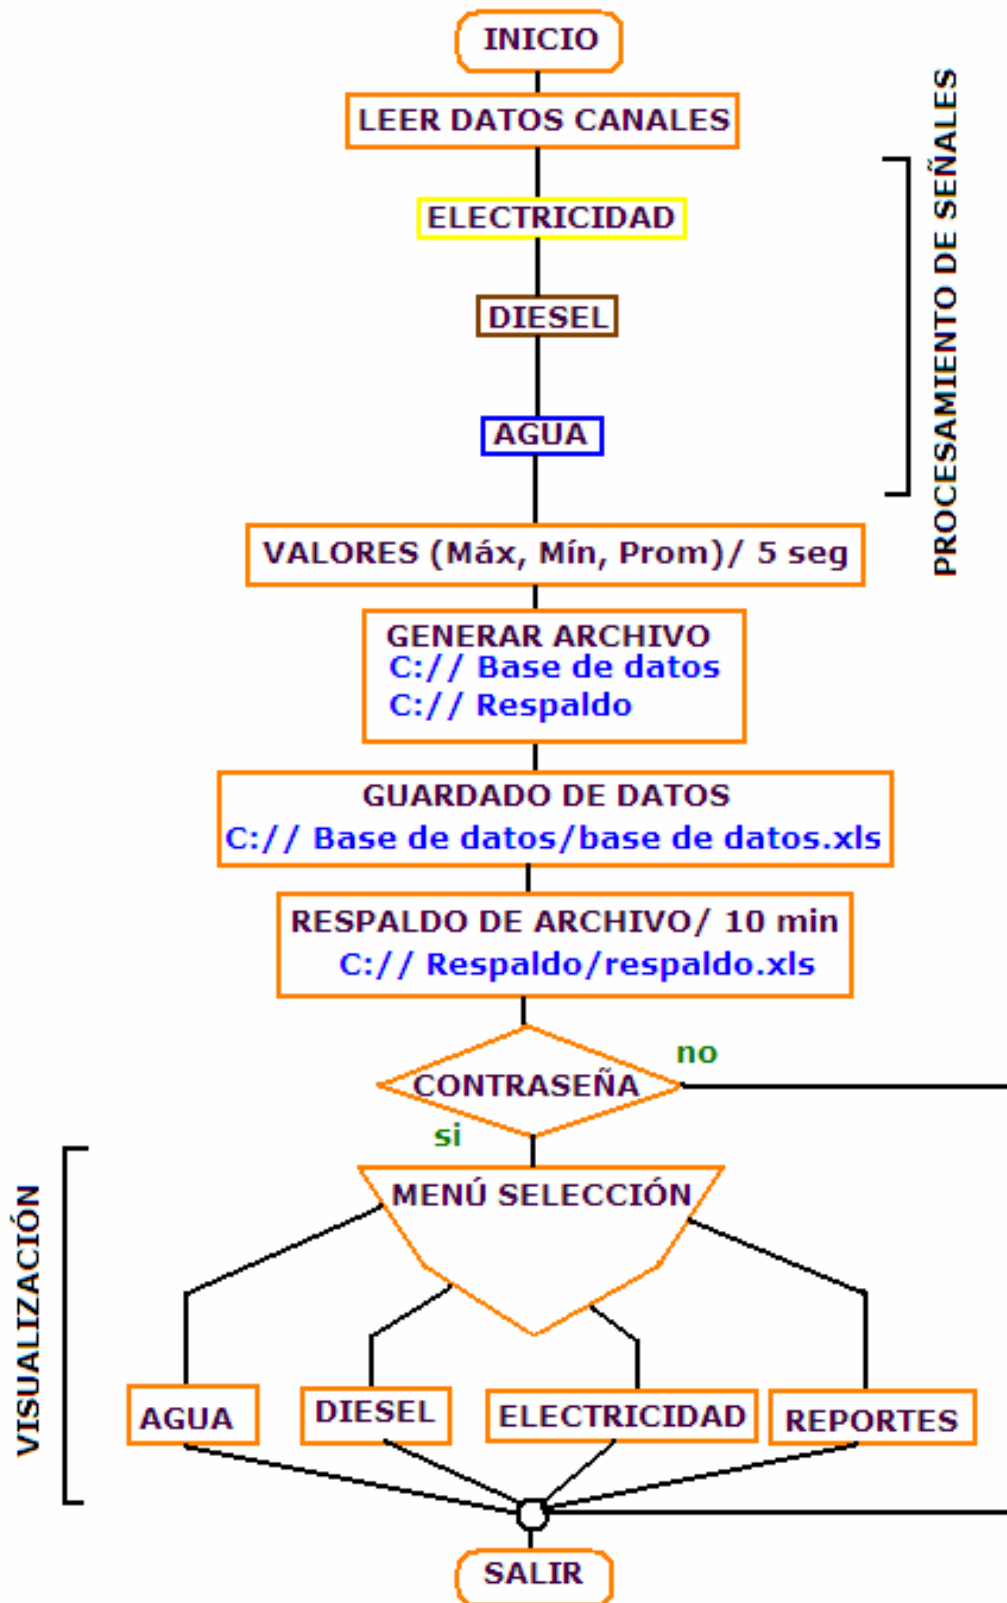 INICIO
LEER DATOS CANALES
PROCESAMIENTO DE SEÑALES
ELECTRICIDAD
DIESEL
AGUA
VALORES (Máx, Mín, Prom)/ 5 seg
GENERAR ARCHIVO
C:// Base de datos
C:// Respaldo
GUARDADO DE DATOS
C:// Base de datos/base de datos.xls
RESPALDO DE ARCHIVO/ 10 min
C:// Respaldo/respaldo.xls
CONTRASEÑA
no
si
VISUALIZACIÓN
MENÚ SELECCIÓN
AGUA
DIESEL
ELECTRICIDAD
REPORTES
SALIR